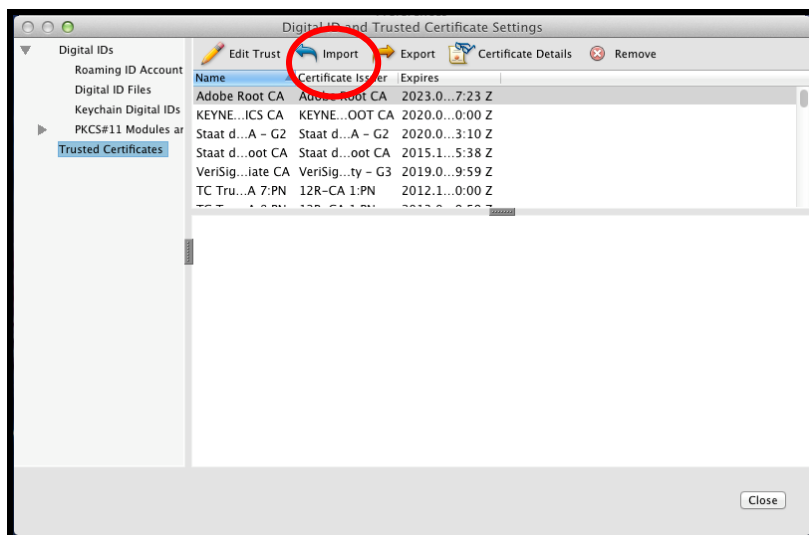 Digital ID and Trusted Certificate Settings
Digital IDs
Roaming ID Account
Digital ID Files
Keychain Digital IDs
PKCS#11 Modules ar
Trusted Certificates
Edit Trust Import Export Certificate Details Remove
Name Certificate Issuer Expires
Adobe Root CA Adobe Root CA 2023.0...7:23 Z
KEYNE...ICS CA KEYNE...OOT CA 2020.0...0:00 Z
Staat d...A – G2 Staat d...A – G2 2020.0...3:10 Z
Staat d...oot CA Staat d...oot CA 2015.1...5:38 Z
VeriSig...iate CA VeriSig...ty – G3 2019.0...9:59 Z
TC Tru...A 7:PN 12R-CA 1:PN 2012.1...0:00 Z
Close